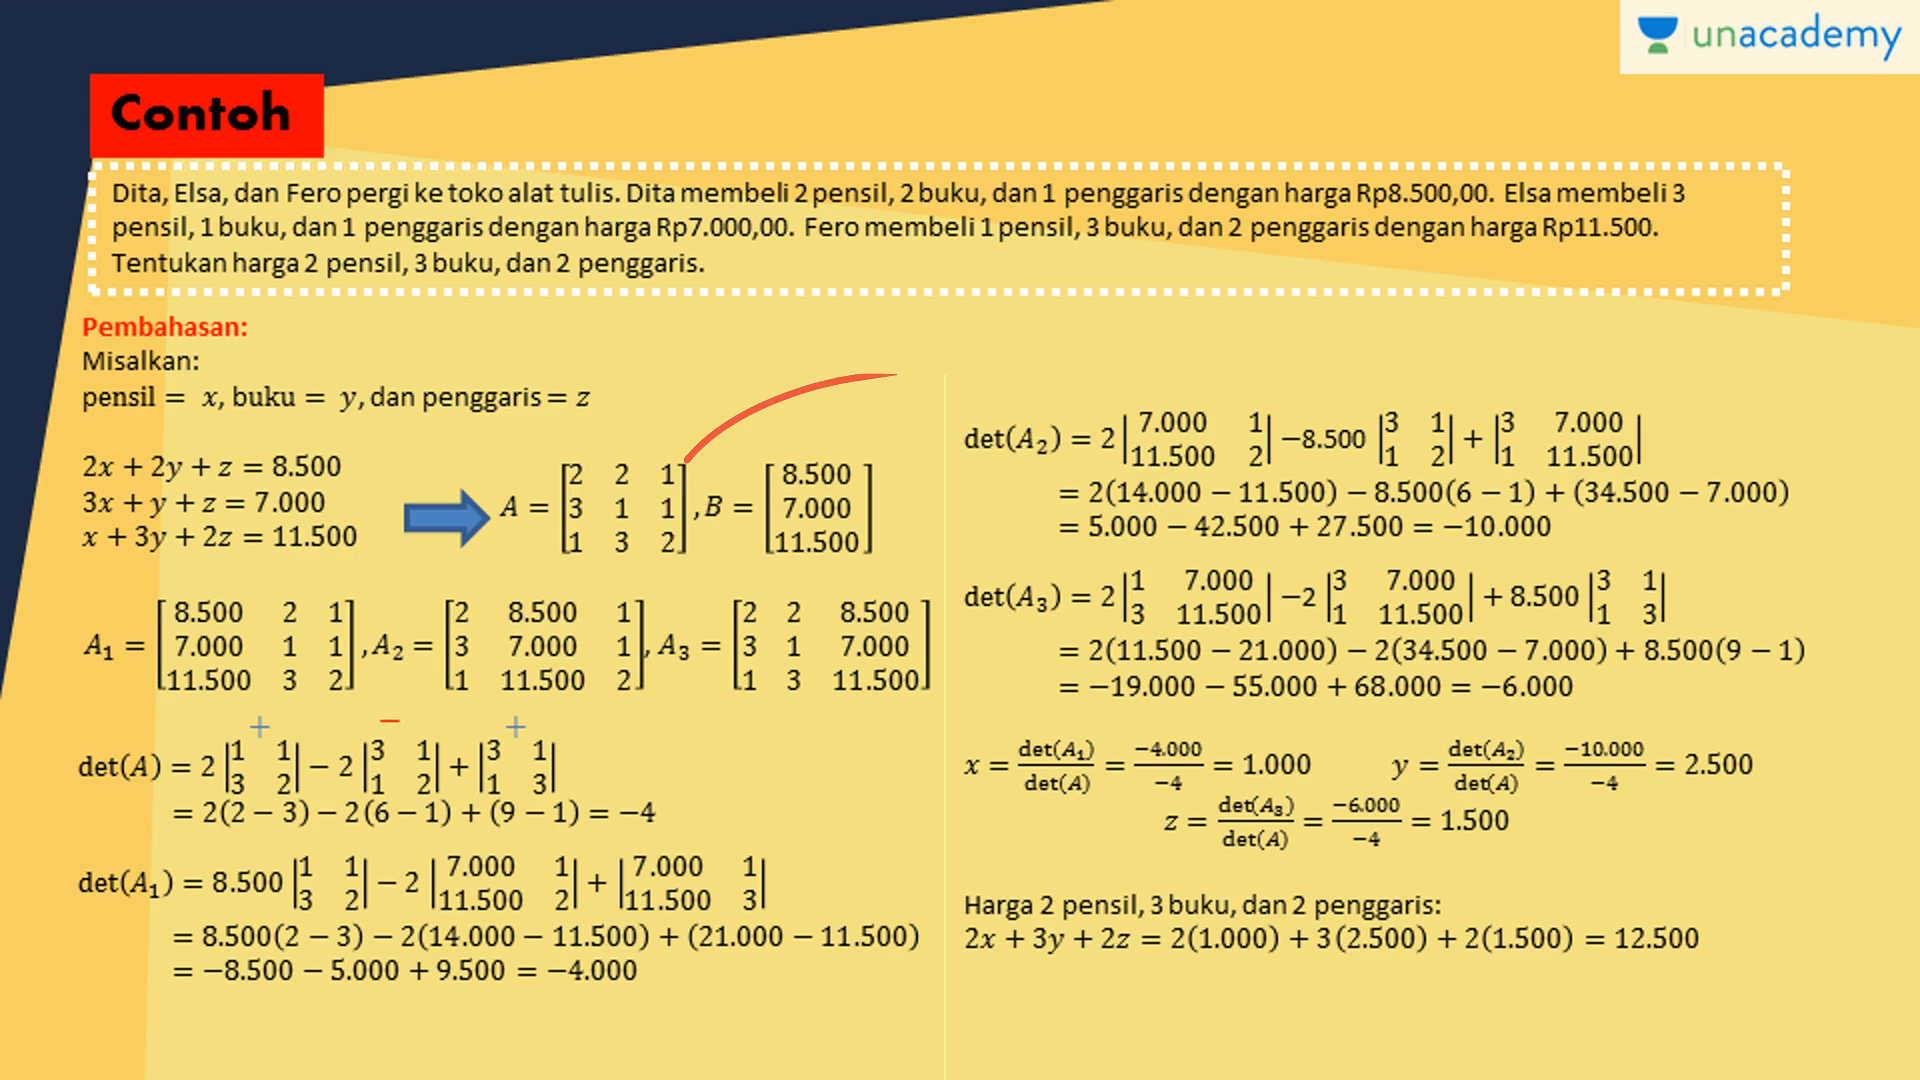 unacademy
Contoh
Dita, Elsa, dan Fero pergi ke toko alat tulis. Dita membeli 2 pensil, 2 buku, dan 1 penggaris dengan harga Rp8.500,00. Elsa membeli 3
pensil, 1 buku, dan 1 penggaris dengan harga Rp7.000,00. Fero membeli 1 pensil, 3 buku, dan 2 penggaris dengan harga Rp11.500.
Tentukan harga 2 pensil, 3 buku, dan 2 penggaris.
Pembahasan:
Misalkan:
pensil = x, buku = y, dan penggaris = z
2x + 2y + z = 8.500
3x + y + z = 7.000
x + 3y + 2z = 11.500
A = [2 2 1; 3 1 1; 1 3 2], B = [8.500; 7.000; 11.500]
A₁ = [8.500 2 1; 7.000 1 1; 11.500 3 2], A₂ = [2 8.500 1; 3 7.000 1; 1 11.500 2], A₃ = [2 2 8.500; 3 1 7.000; 1 3 11.500]
+ − +
det(A) = 2 |1 1; 3 2| − 2 |3 1; 1 2| + |3 1; 1 3|
= 2(2 − 3) − 2(6 − 1) + (9 − 1) = −4
det(A₁) = 8.500 |1 1; 3 2| − 2 |7.000 1; 11.500 2| + |7.000 1; 11.500 3|
= 8.500(2 − 3) − 2(14.000 − 11.500) + (21.000 − 11.500)
= −8.500 − 5.000 + 9.500 = −4.000
det(A₂) = 2 |7.000 1; 11.500 2| −8.500 |3 1; 1 2| + |3 7.000; 1 11.500|
= 2(14.000 − 11.500) − 8.500(6 − 1) + (34.500 − 7.000)
= 5.000 − 42.500 + 27.500 = −10.000
det(A₃) = 2 |1 7.000; 3 11.500| −2 |3 7.000; 1 11.500| + 8.500 |3 1; 1 3|
= 2(11.500 − 21.000) − 2(34.500 − 7.000) + 8.500(9 − 1)
= −19.000 − 55.000 + 68.000 = −6.000
x = det(A₁)/det(A) = −4.000/−4 = 1.000 y = det(A₂)/det(A) = −10.000/−4 = 2.500
z = det(A₃)/det(A) = −6.000/−4 = 1.500
Harga 2 pensil, 3 buku, dan 2 penggaris:
2x + 3y + 2z = 2(1.000) + 3(2.500) + 2(1.500) = 12.500